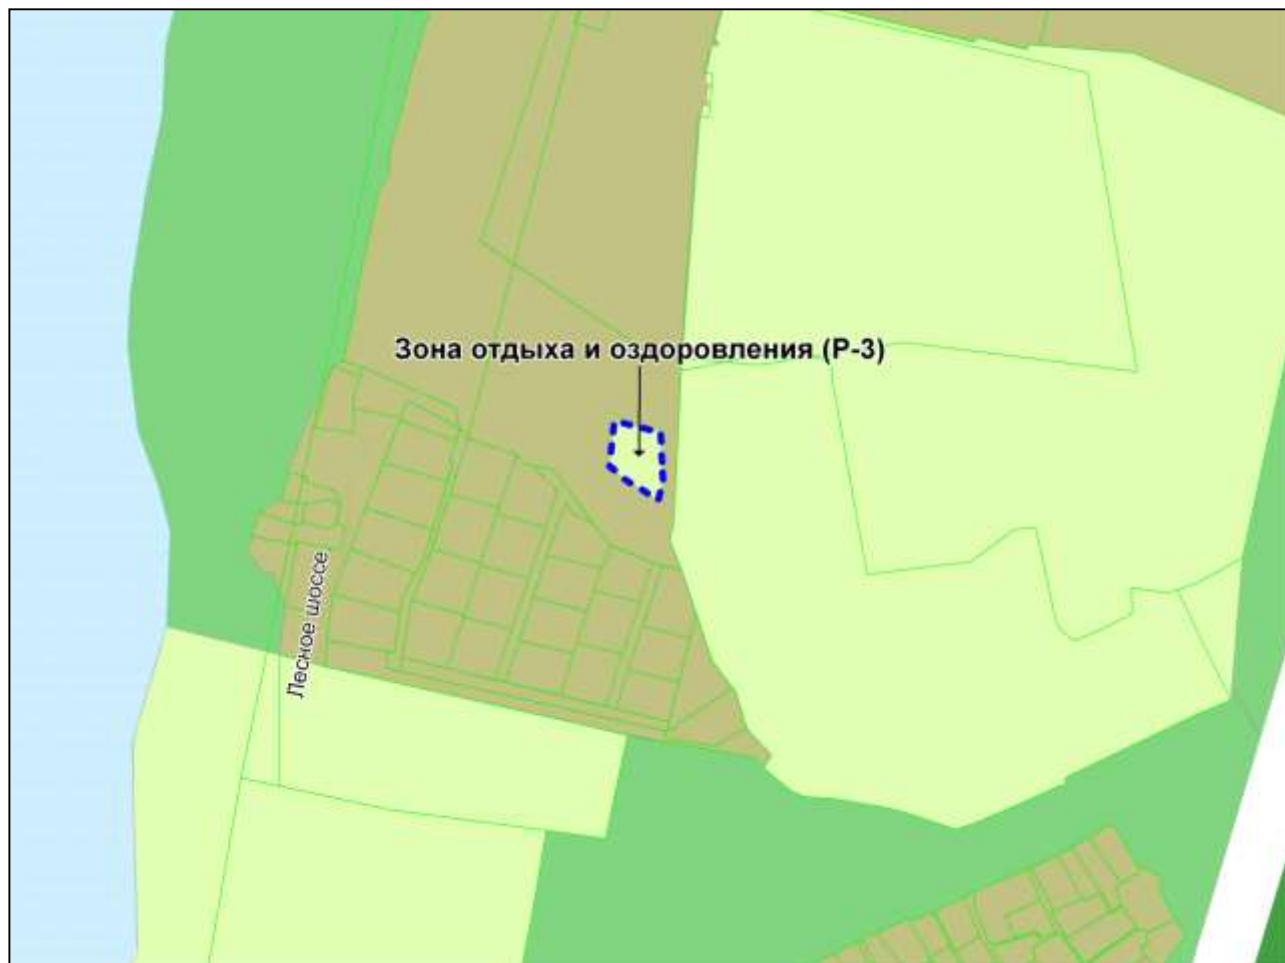 Зона отдыха и оздоровления (Р-3)
Лесное шоссе